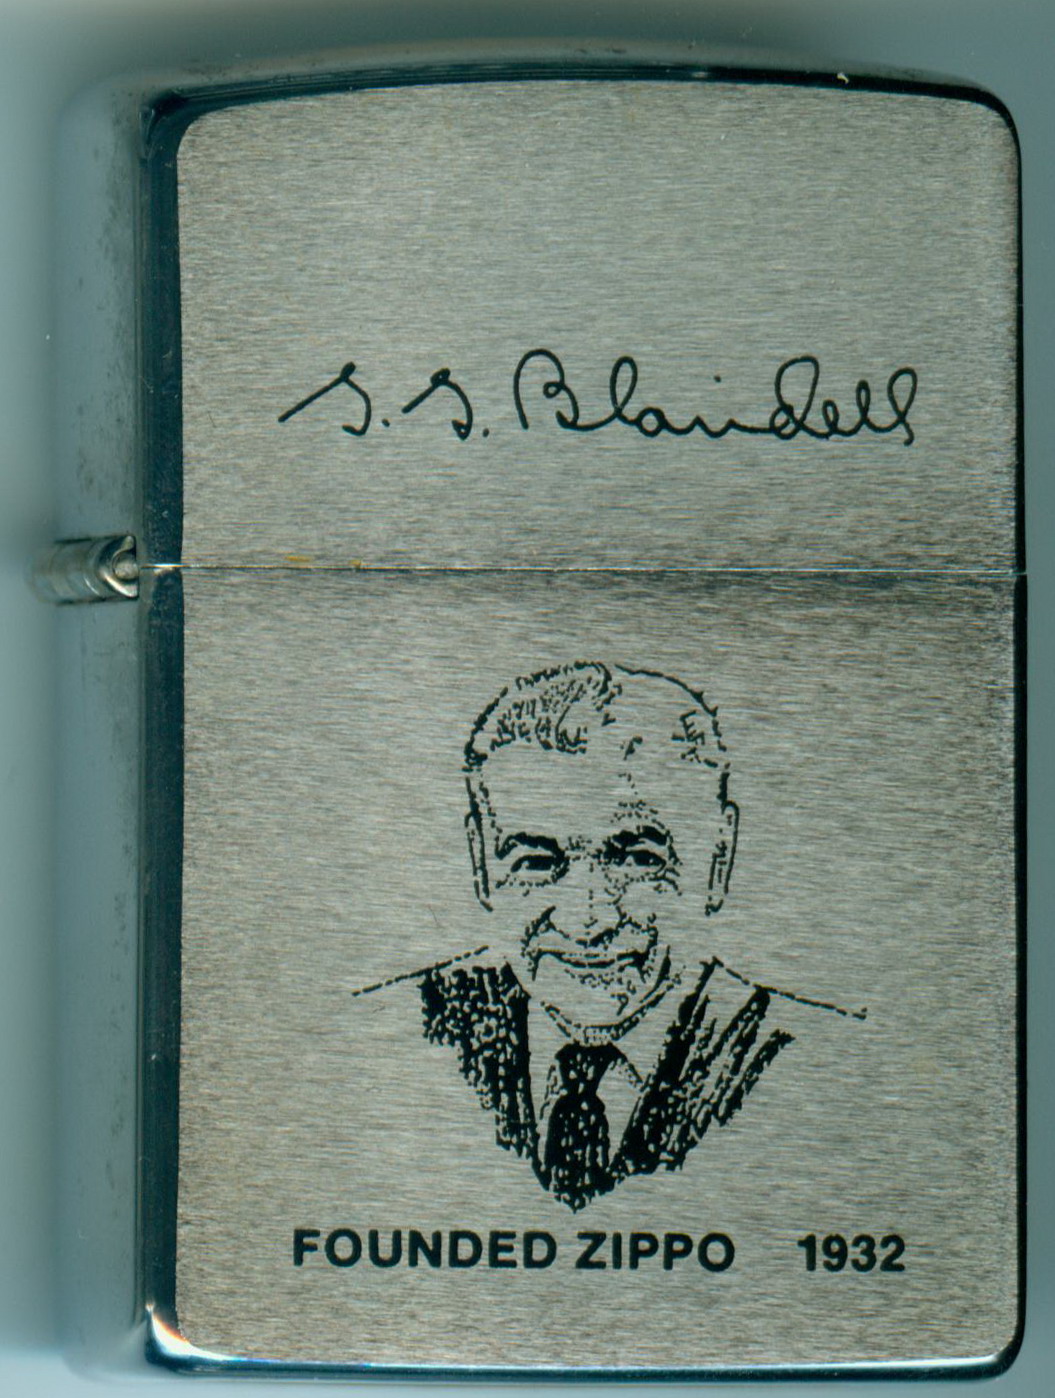 G. G. Blaisdell
FOUNDED ZIPPO 1932